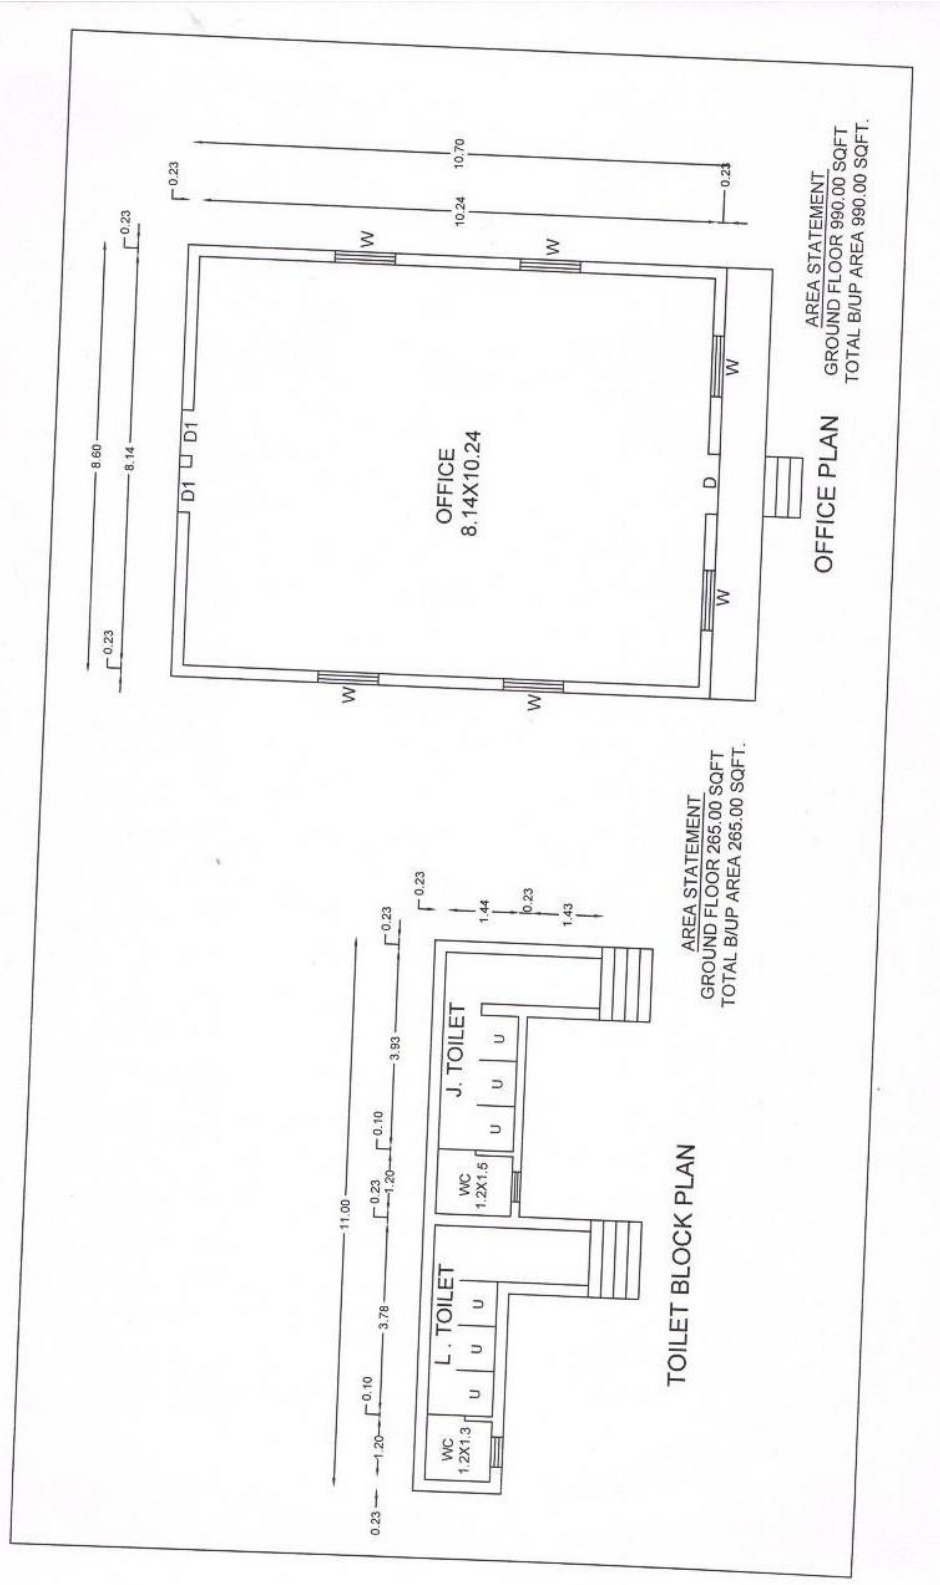 11.00
0.23
1.20
0.10
3.78
0.23
1.20
0.10
3.93
0.23
0.23
1.44
0.23
1.43
WC
1.2X1.3
L . TOILET
U
U
U
WC
1.2X1.5
J. TOILET
U
U
U
TOILET BLOCK PLAN
AREA STATEMENT
GROUND FLOOR 265.00 SQFT
TOTAL B/UP AREA 265.00 SQFT.
8.60
0.23
8.14
0.23
0.23
10.70
10.24
0.23
D1
D1
W
W
W
W
OFFICE
8.14X10.24
W
D
W
OFFICE PLAN
AREA STATEMENT
GROUND FLOOR 990.00 SQFT
TOTAL B/UP AREA 990.00 SQFT.